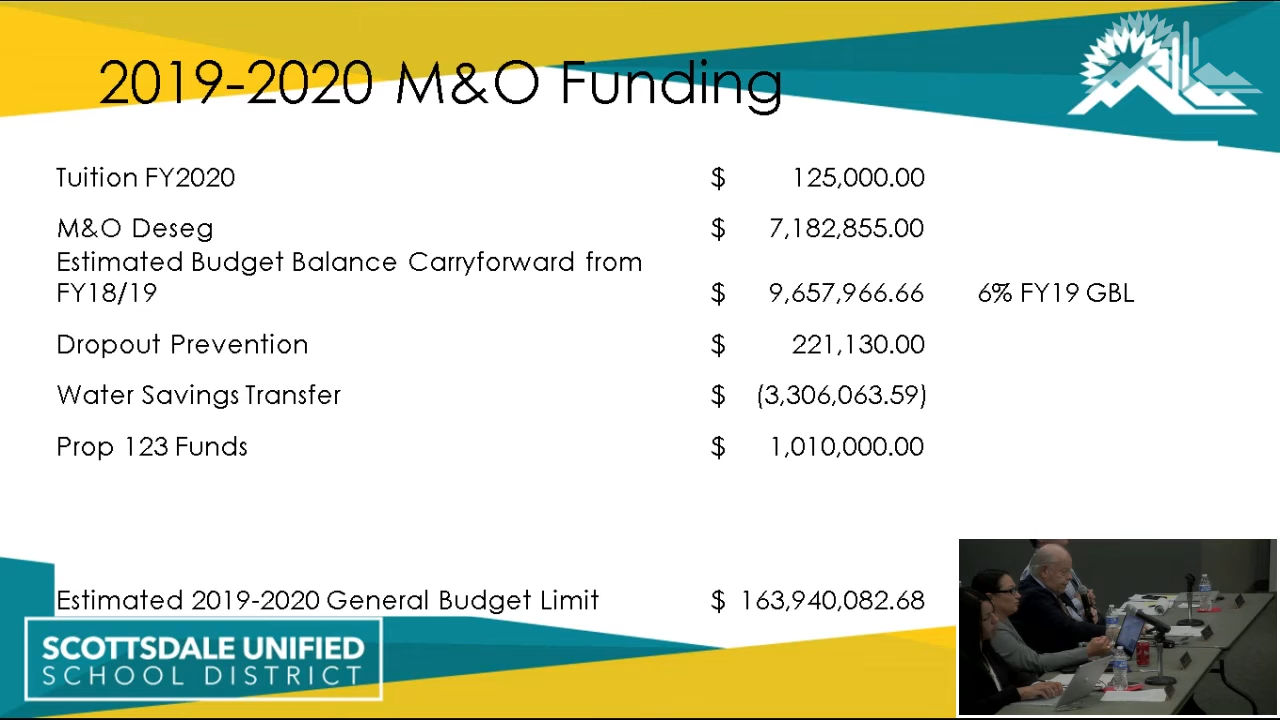 2019-2020 M&O Funding
Tuition FY2020 $ 125,000.00
M&O Deseg $ 7,182,855.00
Estimated Budget Balance Carryforward from
FY18/19 $ 9,657,966.66 6% FY19 GBL
Dropout Prevention $ 221,130.00
Water Savings Transfer $ (3,306,063.59)
Prop 123 Funds $ 1,010,000.00
Estimated 2019-2020 General Budget Limit $ 163,940,082.68
SCOTTSDALE UNIFIED
SCHOOL DISTRICT